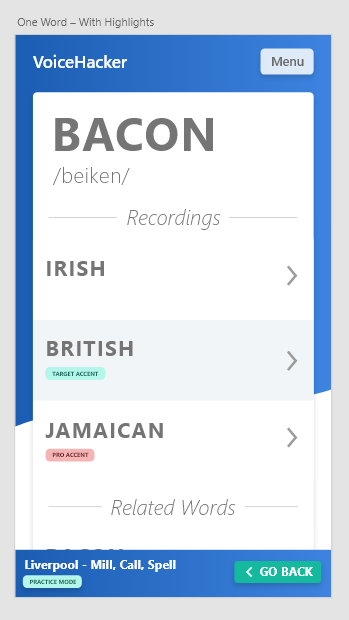 One Word – With Highlights
VoiceHacker
Menu
BACON
/beiken/
Recordings
IRISH
BRITISH
TARGET ACCENT
JAMAICAN
PRO ACCENT
Related Words
Liverpool - Mill, Call, Spell
PRACTICE MODE
GO BACK